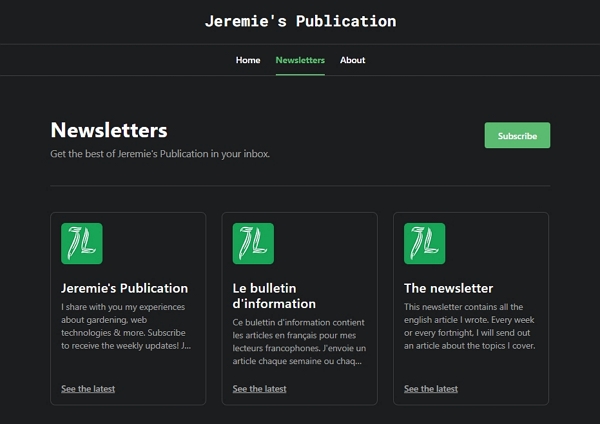 Jeremie's Publication
Home Newsletters About
Newsletters
Subscribe
Get the best of Jeremie's Publication in your inbox.
JL
Jeremie's Publication
I share with you my experiences
about gardening, web
technologies & more. Subscribe
to receive the weekly updates! J...
See the latest
JL
Le bulletin
d'information
Ce buletin d'information contient
les articles en français pour mes
lecteurs francophones. J'envoie un
article chaque semaine ou chaq...
See the latest
JL
The newsletter
This newsletter contains all the
english article I wrote. Every week
or every fortnight, I will send out
an article about the topics I cover.
See the latest